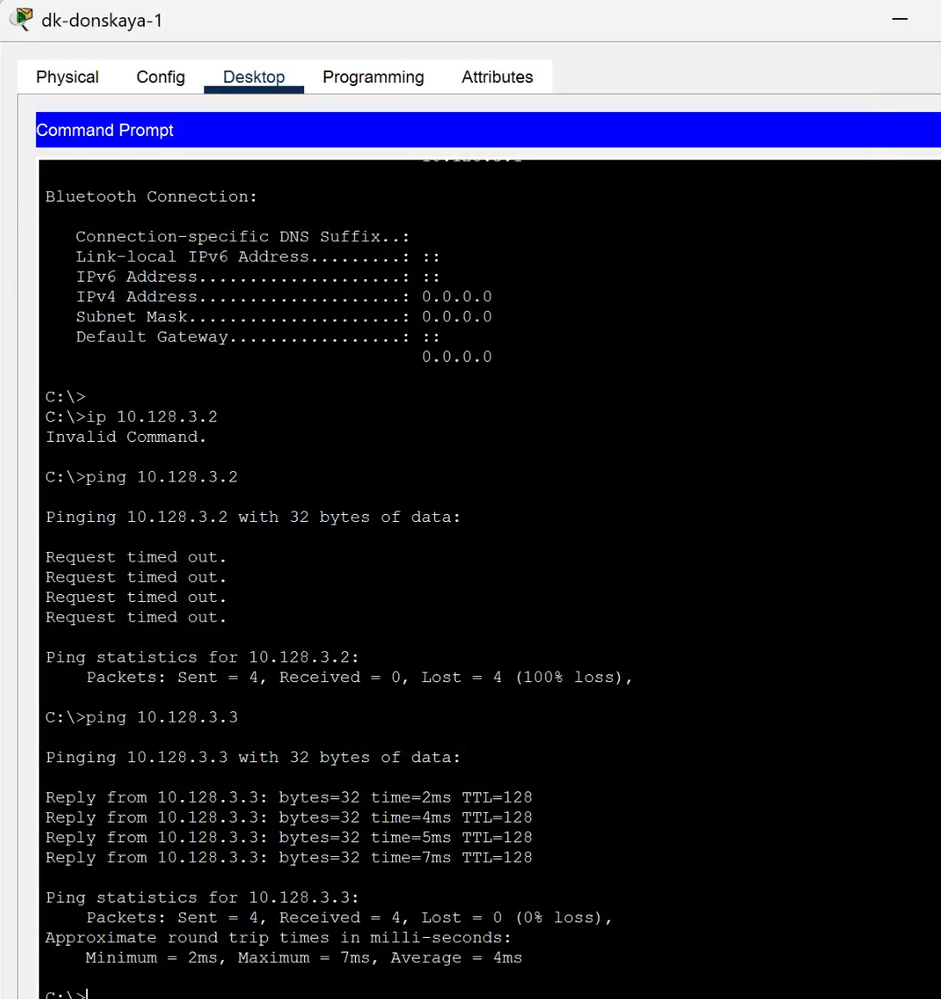 dk-donskaya-1
Physical Config Desktop Programming Attributes
Command Prompt
Bluetooth Connection:
Connection-specific DNS Suffix..:
Link-local IPv6 Address.........: ::
IPv6 Address....................: ::
IPv4 Address....................: 0.0.0.0
Subnet Mask.....................: 0.0.0.0
Default Gateway.................: ::
0.0.0.0
C:\>
C:\>ip 10.128.3.2
Invalid Command.
C:\>ping 10.128.3.2
Pinging 10.128.3.2 with 32 bytes of data:
Request timed out.
Request timed out.
Request timed out.
Request timed out.
Ping statistics for 10.128.3.2:
Packets: Sent = 4, Received = 0, Lost = 4 (100% loss),
C:\>ping 10.128.3.3
Pinging 10.128.3.3 with 32 bytes of data:
Reply from 10.128.3.3: bytes=32 time=2ms TTL=128
Reply from 10.128.3.3: bytes=32 time=4ms TTL=128
Reply from 10.128.3.3: bytes=32 time=5ms TTL=128
Reply from 10.128.3.3: bytes=32 time=7ms TTL=128
Ping statistics for 10.128.3.3:
Packets: Sent = 4, Received = 4, Lost = 0 (0% loss),
Approximate round trip times in milli-seconds:
Minimum = 2ms, Maximum = 7ms, Average = 4ms
C:\>